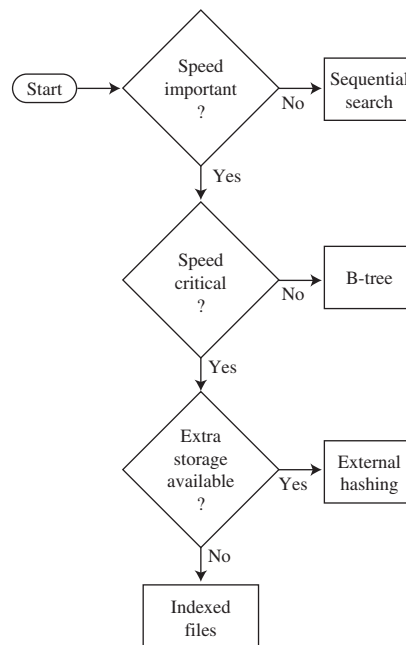 Start
Speed
important
?
No
Sequential
search
Yes
Speed
critical
?
No
B-tree
Yes
Extra
storage
available
?
Yes
External
hashing
No
Indexed
files